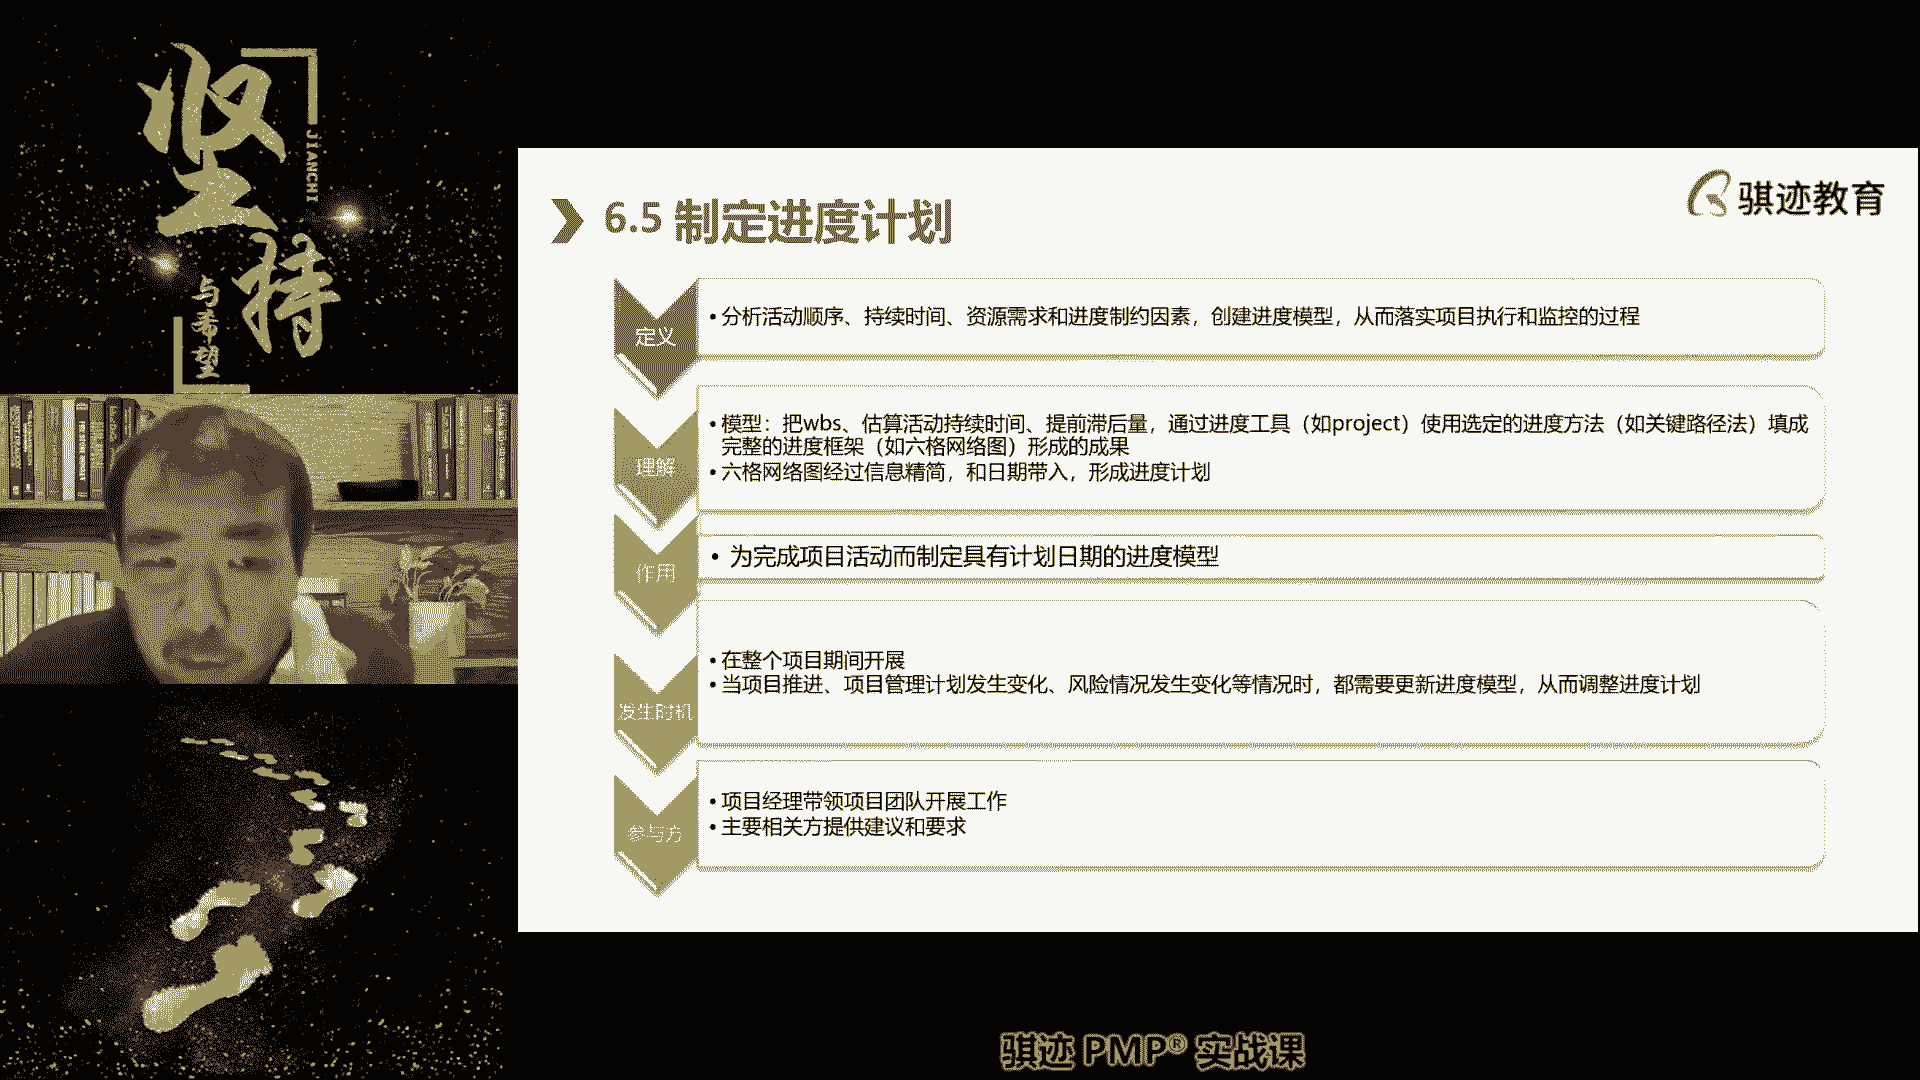 坚持
JIANCHI
与希望
骐迹教育
6.5 制定进度计划
定义
• 分析活动顺序、持续时间、资源需求和进度制约因素，创建进度模型，从而落实项目执行和监控的过程
理解
• 模型：把wbs、估算活动持续时间、提前滞后量，通过进度工具（如project）使用选定的进度方法（如关键路径法）填成
完整的进度框架（如六格网络图）形成的成果
• 六格网络图经过信息精简，和日期带入，形成进度计划
作用
• 为完成项目活动而制定具有计划日期的进度模型
发生时机
• 在整个项目期间开展
• 当项目推进、项目管理计划发生变化、风险情况发生变化等情况时，都需要更新进度模型，从而调整进度计划
参与方
• 项目经理带领项目团队开展工作
• 主要相关方提供建议和要求
骐迹 PMP® 实战课